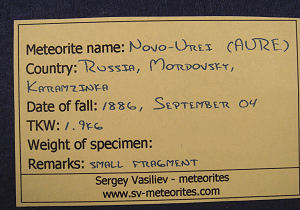 Meteorite name: NOVO-UREI (AURE)
Country: RUSSIA, MORDOVSKY,
KARAMZINKA
Date of fall: 1886, SEPTEMBER 04
TKW: 1.9KG
Weight of specimen:
Remarks: SMALL FRAGMENT
Sergey Vasiliev - meteorites
www.sv-meteorites.com